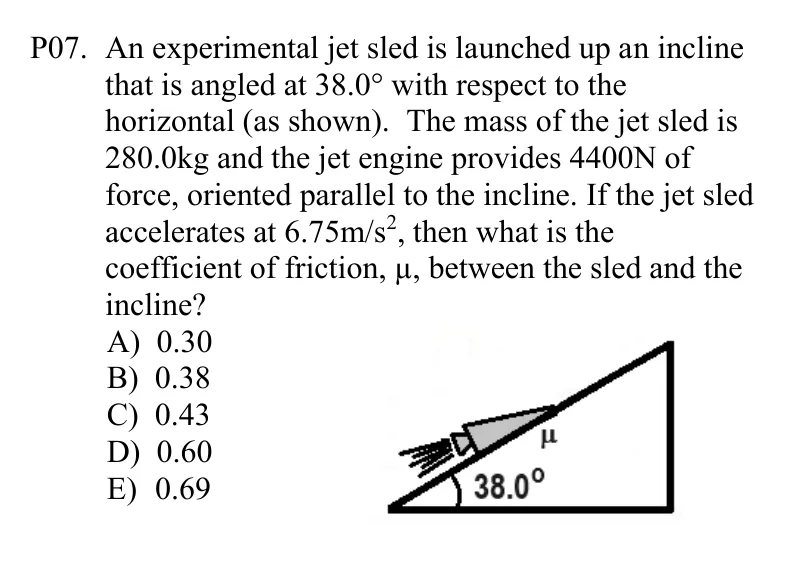 P07. An experimental jet sled is launched up an incline
that is angled at 38.0° with respect to the
horizontal (as shown). The mass of the jet sled is
280.0kg and the jet engine provides 4400N of
force, oriented parallel to the incline. If the jet sled
accelerates at 6.75m/s², then what is the
coefficient of friction, μ, between the sled and the
incline?
A) 0.30
B) 0.38
C) 0.43
D) 0.60
E) 0.69
μ
38.0°